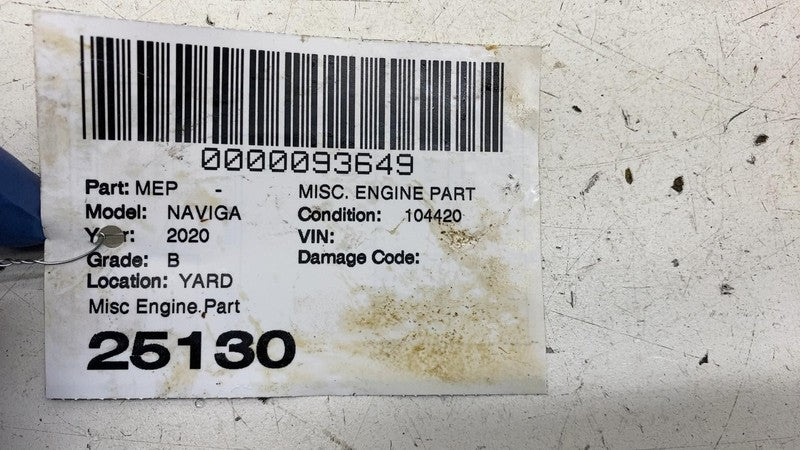 0000093649
Part: MEP - MISC. ENGINE PART
Model: NAVIGA Condition: 104420
2020 VIN:
Grade: B Damage Code:
Location: YARD
Misc Engine Part
25130